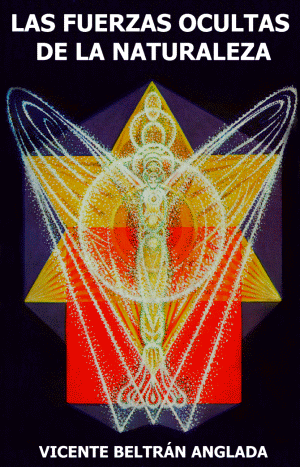 LAS FUERZAS OCULTAS
DE LA NATURALEZA
VICENTE BELTRÁN ANGLADA